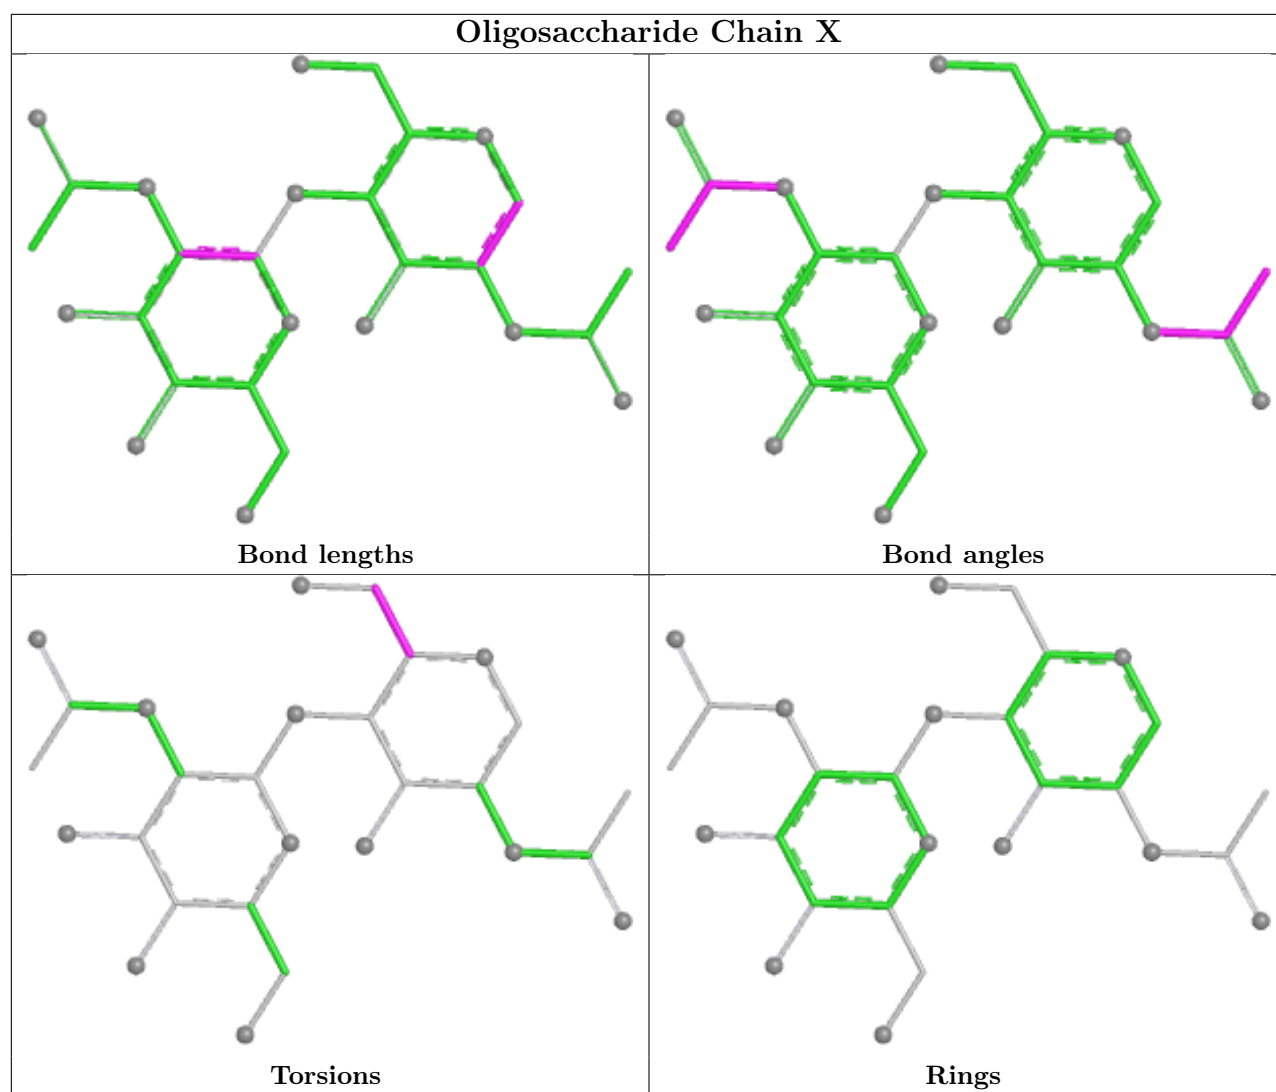 Oligosaccharide Chain X
Bond lengths
Bond angles
Torsions
Rings